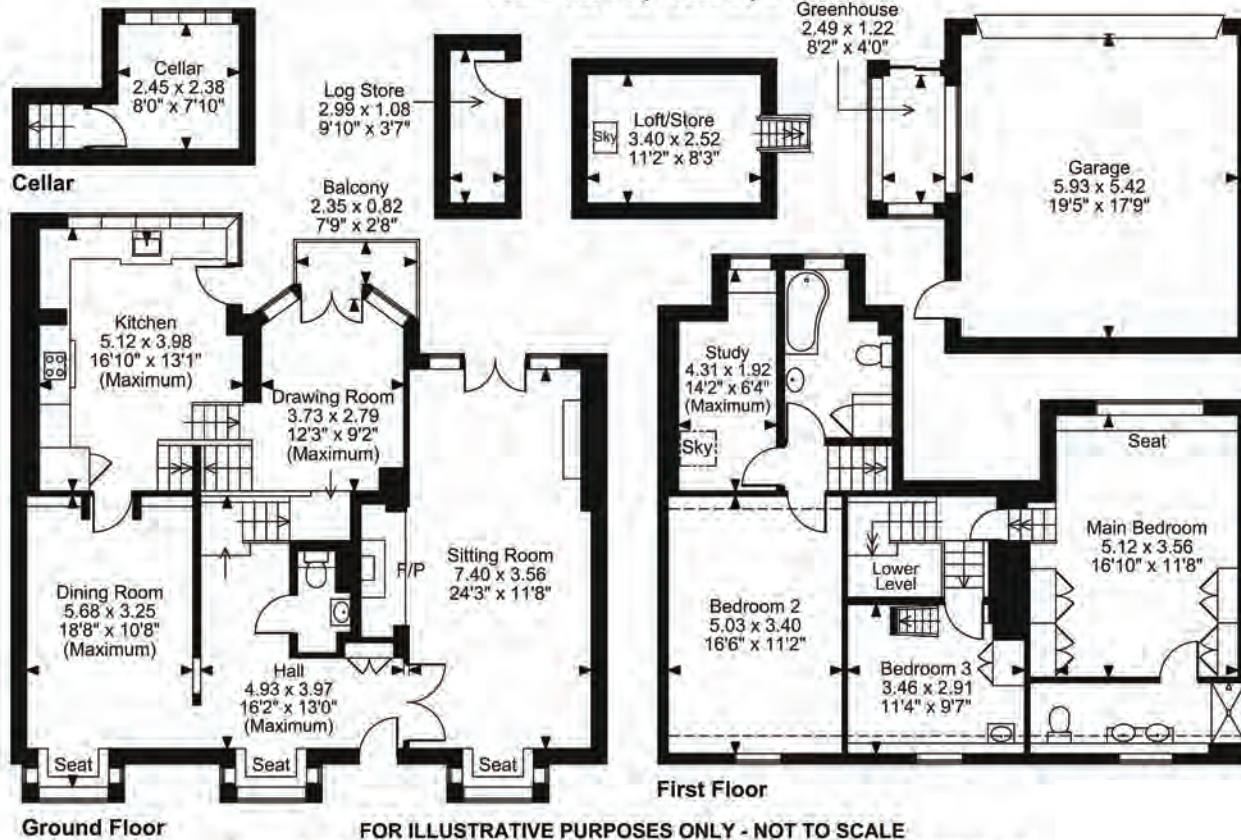 Cellar
2.45 x 2.38
8'0" x 7'10"
Cellar
Log Store
2.99 x 1.08
9'10" x 3'7"
Loft/Store
3.40 x 2.52
11'2" x 8'3"
Sky
Greenhouse
2.49 x 1.22
8'2" x 4'0"
Garage
5.93 x 5.42
19'5" x 17'9"
Balcony
2.35 x 0.82
7'9" x 2'8"
Kitchen
5.12 x 3.98
16'10" x 13'1"
(Maximum)
Drawing Room
3.73 x 2.79
12'3" x 9'2"
(Maximum)
Dining Room
5.68 x 3.25
18'8" x 10'8"
(Maximum)
F/P
Sitting Room
7.40 x 3.56
24'3" x 11'8"
Hall
4.93 x 3.97
16'2" x 13'0"
(Maximum)
Seat
Seat
Seat
Ground Floor
Study
4.31 x 1.92
14'2" x 6'4"
(Maximum)
Sky
Seat
Main Bedroom
5.12 x 3.56
16'10" x 11'8"
Lower
Level
Bedroom 2
5.03 x 3.40
16'6" x 11'2"
Bedroom 3
3.46 x 2.91
11'4" x 9'7"
First Floor
FOR ILLUSTRATIVE PURPOSES ONLY - NOT TO SCALE